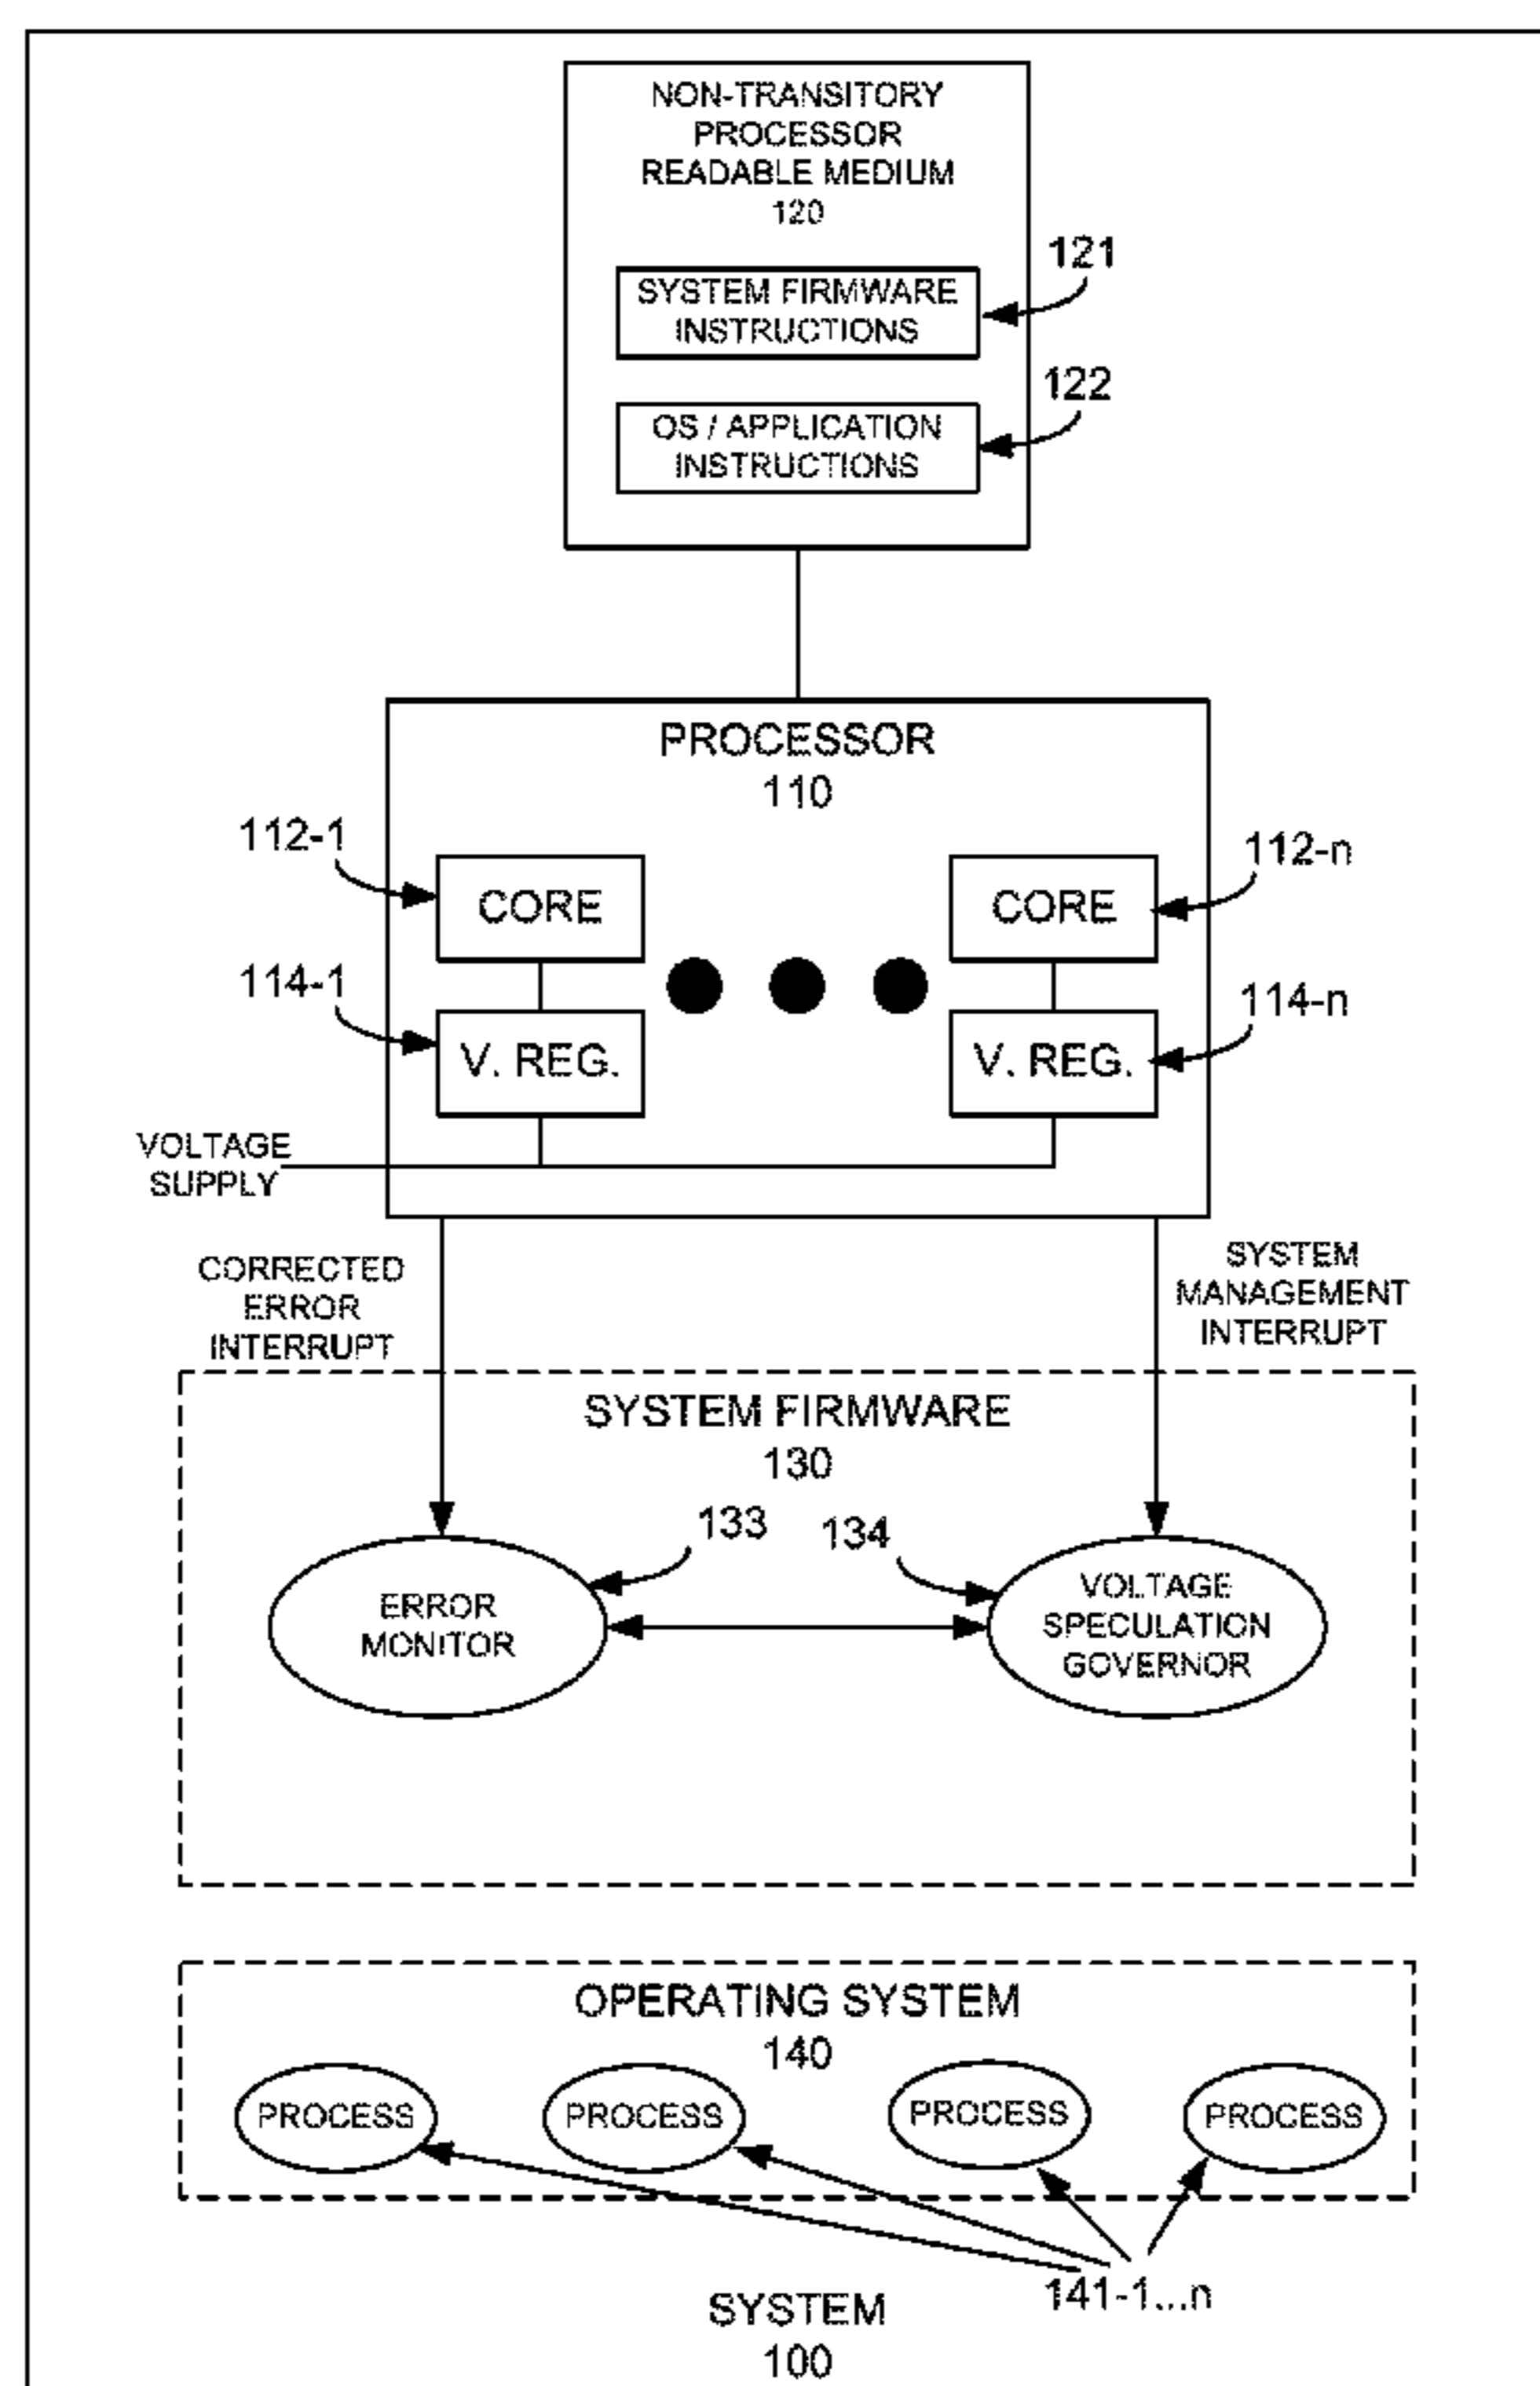 NON-TRANSITORY
PROCESSOR
READABLE MEDIUM
120
121
SYSTEM FIRMWARE
INSTRUCTIONS
122
OS / APPLICATION
INSTRUCTIONS
PROCESSOR
110
112-1
112-n
CORE
CORE
114-1
114-n
V. REG.
V. REG.
VOLTAGE
SUPPLY
CORRECTED
ERROR
INTERRUPT
SYSTEM
MANAGEMENT
INTERRUPT
SYSTEM FIRMWARE
130
133
134
ERROR
MONITOR
VOLTAGE
SPECULATION
GOVERNOR
OPERATING SYSTEM
140
PROCESS
PROCESS
PROCESS
PROCESS
141-1...n
SYSTEM
100